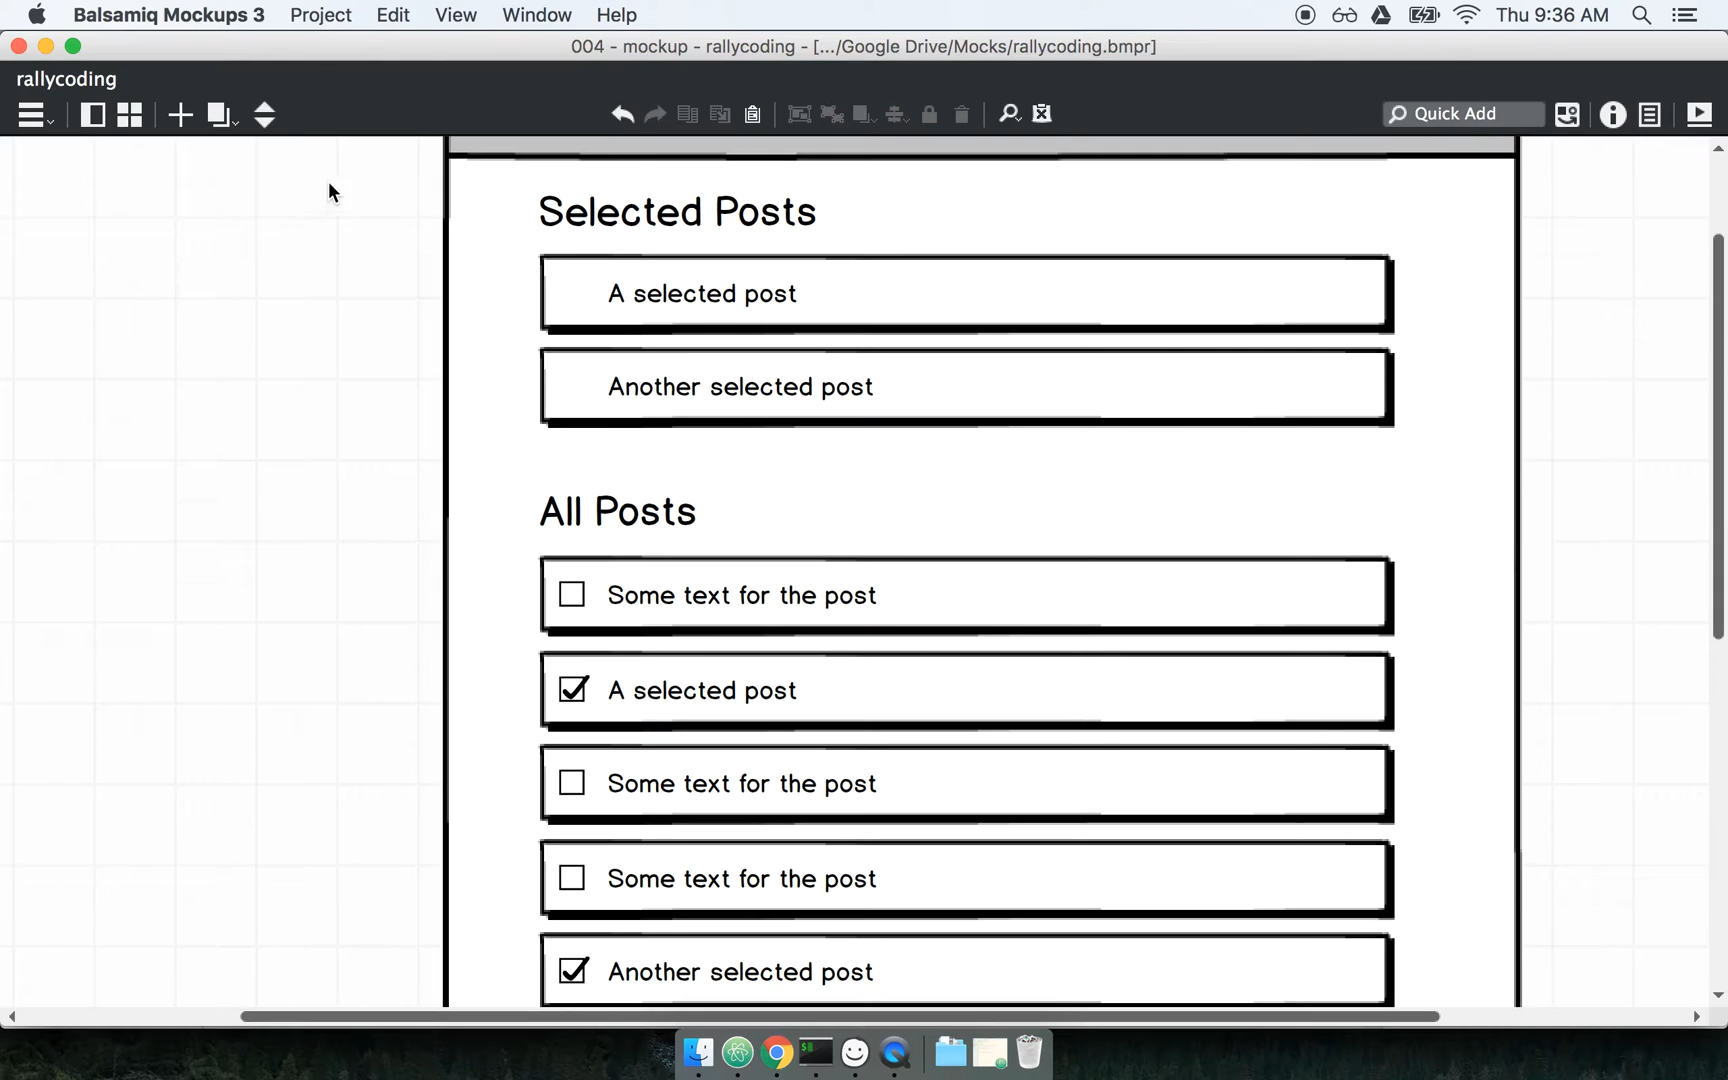 Balsamiq Mockups 3 Project Edit View Window Help Thu 9:36 AM
004 - mockup - rallycoding - [.../Google Drive/Mocks/rallycoding.bmpr]
rallycoding
Quick Add
Selected Posts
A selected post
Another selected post
All Posts
Some text for the post
A selected post
Some text for the post
Some text for the post
Another selected post